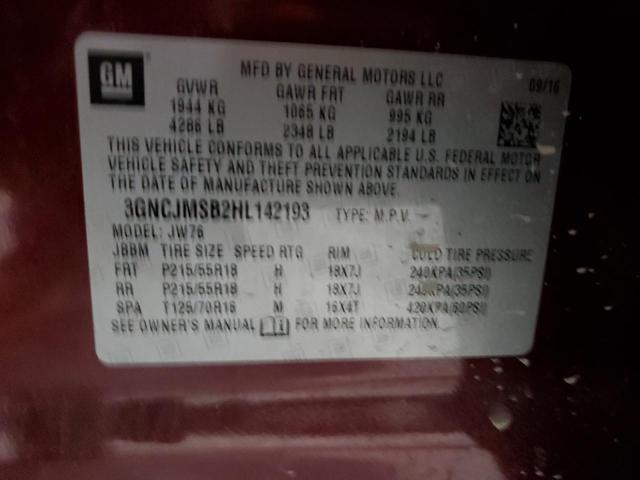 GM
MFD BY GENERAL MOTORS LLC
09/16
GVWR GAWR FRT GAWR RR
1944 KG 1065 KG 995 KG
4286 LB 2348 LB 2194 LB
THIS VEHICLE CONFORMS TO ALL APPLICABLE U.S. FEDERAL MOTOR
VEHICLE SAFETY AND THEFT PREVENTION STANDARDS IN EFFECT ON
THE DATE OF MANUFACTURE SHOWN ABOVE.
3GNCJMSB2HL142193 TYPE: M.P.V.
MODEL: JW76
JBBM TIRE SIZE SPEED RTG RIM COLD TIRE PRESSURE
FRT P215/55R18 H 18X7J 240KPA(35PSI)
RR P215/55R18 H 18X7J 240KPA(35PSI)
SPA T125/70R16 M 16X4T 420KPA(60PSI)
SEE OWNER'S MANUAL FOR MORE INFORMATION.